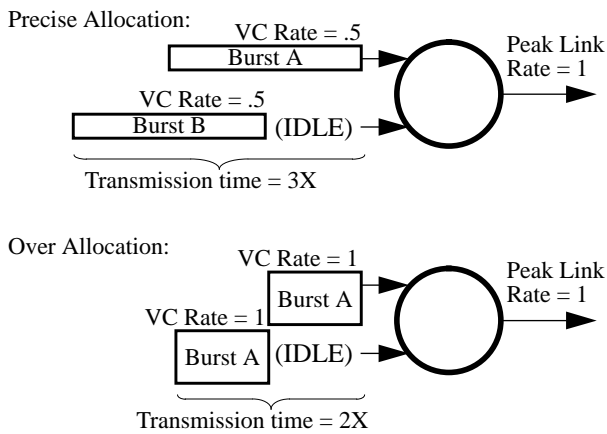 Precise Allocation:
VC Rate = .5
Burst A
Peak Link
Rate = 1
VC Rate = .5
Burst B
(IDLE)
Transmission time = 3X
Over Allocation:
VC Rate = 1
Burst A
Peak Link
Rate = 1
VC Rate = 1
Burst A
(IDLE)
Transmission time = 2X